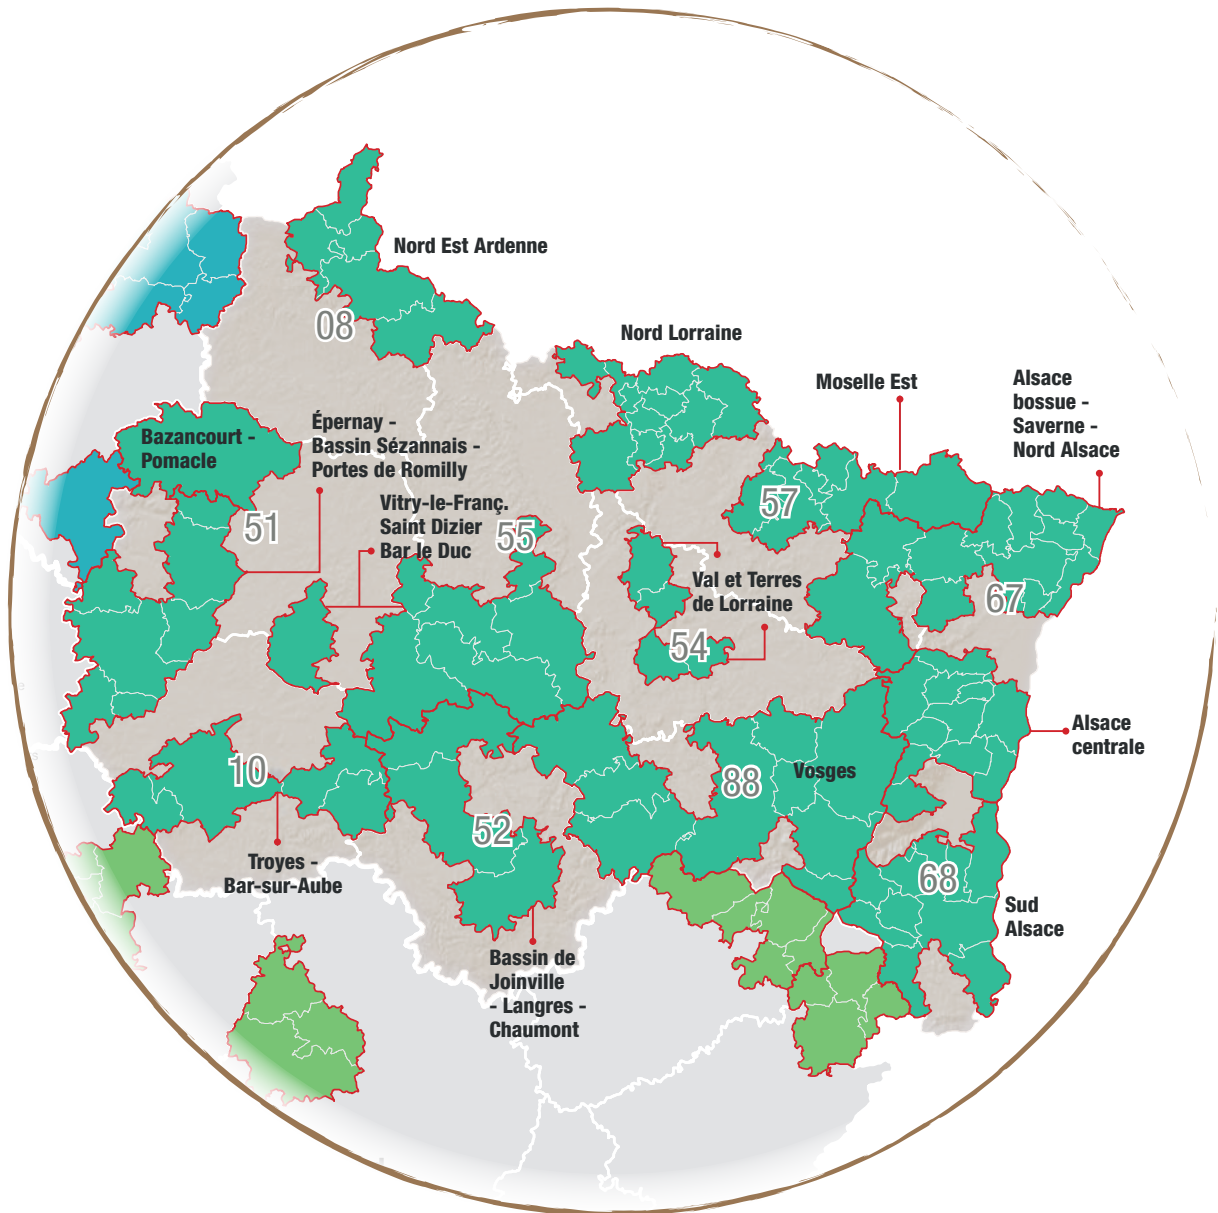 Nord Est Ardenne
08
Nord Lorraine
Moselle Est
Alsace
bossue -
Saverne -
Nord Alsace
Bazancourt -
Pomacle
Épernay -
Bassin Sézannais -
Portes de Romilly
51
Vitry-le-Franç.
Saint Dizier
Bar le Duc
55
57
Val et Terres
de Lorraine
54
67
Alsace
centrale
10
88
Vosges
52
Troyes -
Bar-sur-Aube
68
Sud
Alsace
Bassin de
Joinville
- Langres -
Chaumont